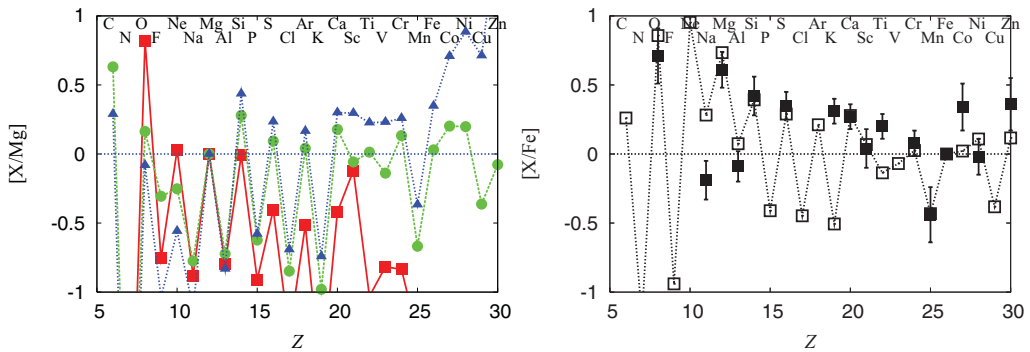 C O Ne Mg Si S Ar Ca Ti Cr Fe Ni Zn
N F Na Al P Cl K Sc V Mn Co Cu
1
0.5
0
-0.5
-1
[X/Mg]
5 10 15 20 25 30
Z
C O Ne Mg Si S Ar Ca Ti Cr Fe Ni Zn
N F Na Al P Cl K Sc V Mn Co Cu
1
0.5
0
-0.5
-1
[X/Fe]
5 10 15 20 25 30
Z